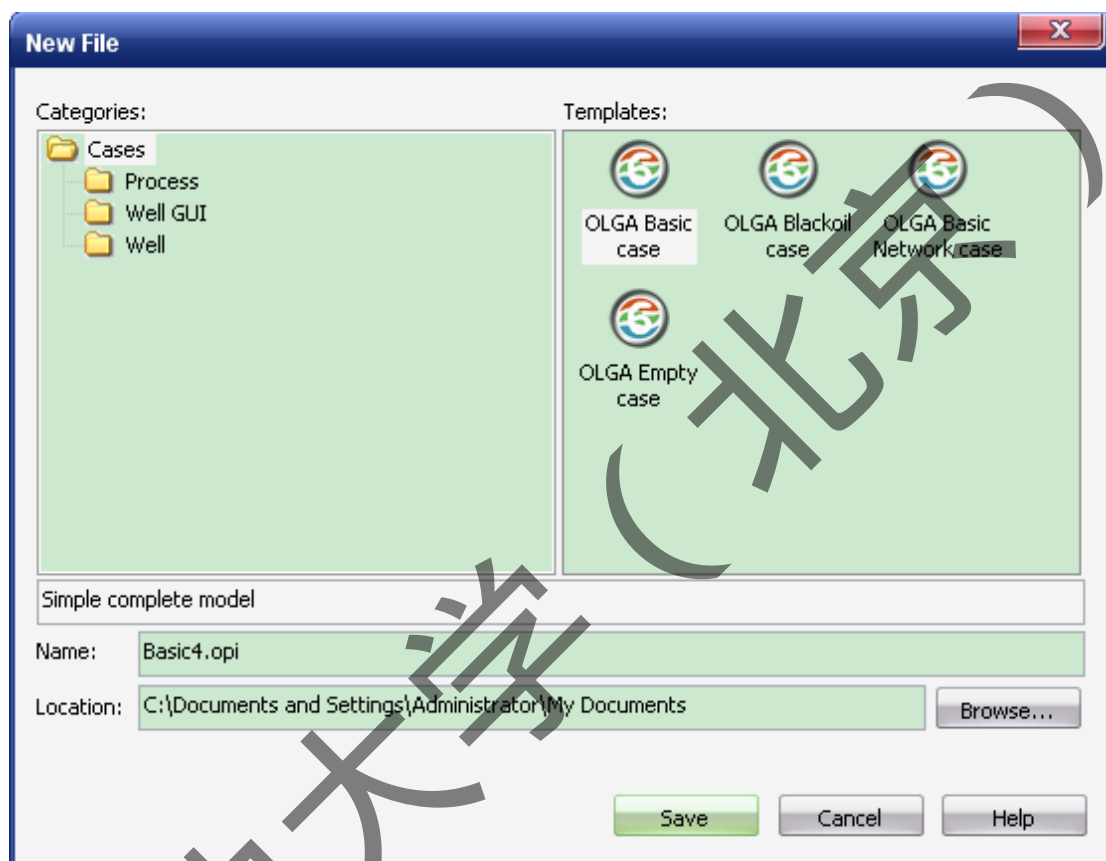 New File
Categories:
Templates:
Cases
Process
Well GUI
Well
OLGA Basic
case
OLGA Blackoil
case
OLGA Basic
Network case
OLGA Empty
case
Simple complete model
Name:
Basic4.opi
Location:
C:\Documents and Settings\Administrator\My Documents
Browse...
Save
Cancel
Help
大学（北京）